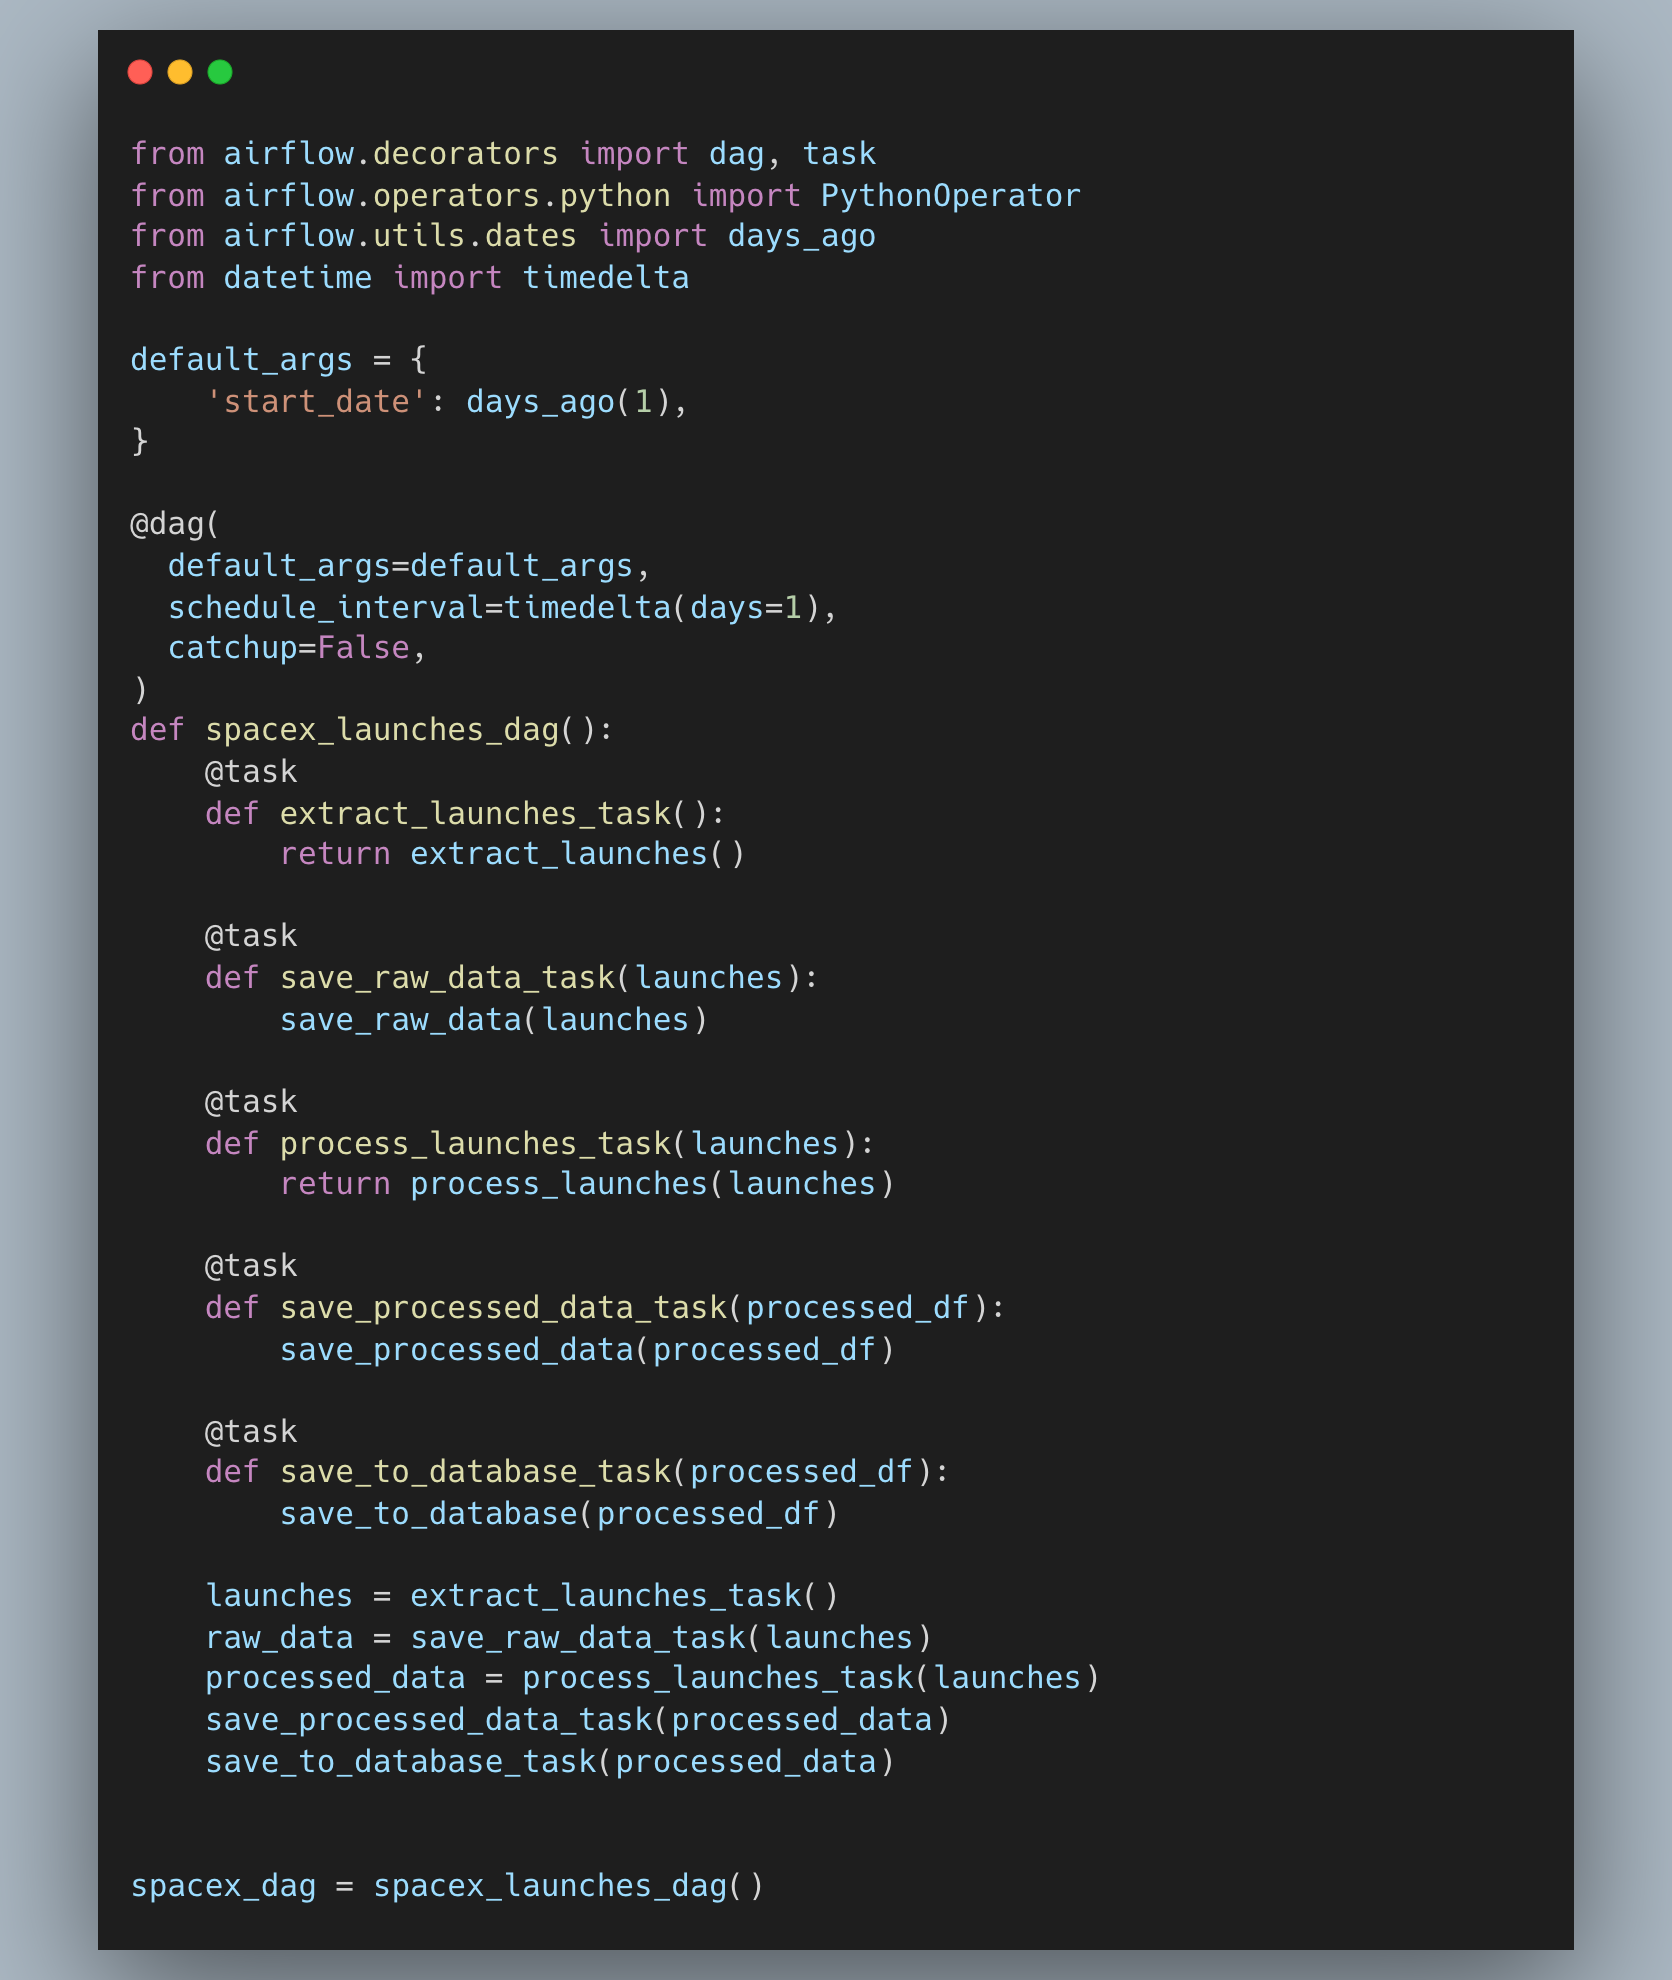 from airflow.decorators import dag, task
from airflow.operators.python import PythonOperator
from airflow.utils.dates import days_ago
from datetime import timedelta

default_args = {
    'start_date': days_ago(1),
}

@dag(
  default_args=default_args,
  schedule_interval=timedelta(days=1),
  catchup=False,
)
def spacex_launches_dag():
    @task
    def extract_launches_task():
        return extract_launches()

    @task
    def save_raw_data_task(launches):
        save_raw_data(launches)

    @task
    def process_launches_task(launches):
        return process_launches(launches)

    @task
    def save_processed_data_task(processed_df):
        save_processed_data(processed_df)

    @task
    def save_to_database_task(processed_df):
        save_to_database(processed_df)

    launches = extract_launches_task()
    raw_data = save_raw_data_task(launches)
    processed_data = process_launches_task(launches)
    save_processed_data_task(processed_data)
    save_to_database_task(processed_data)


spacex_dag = spacex_launches_dag()